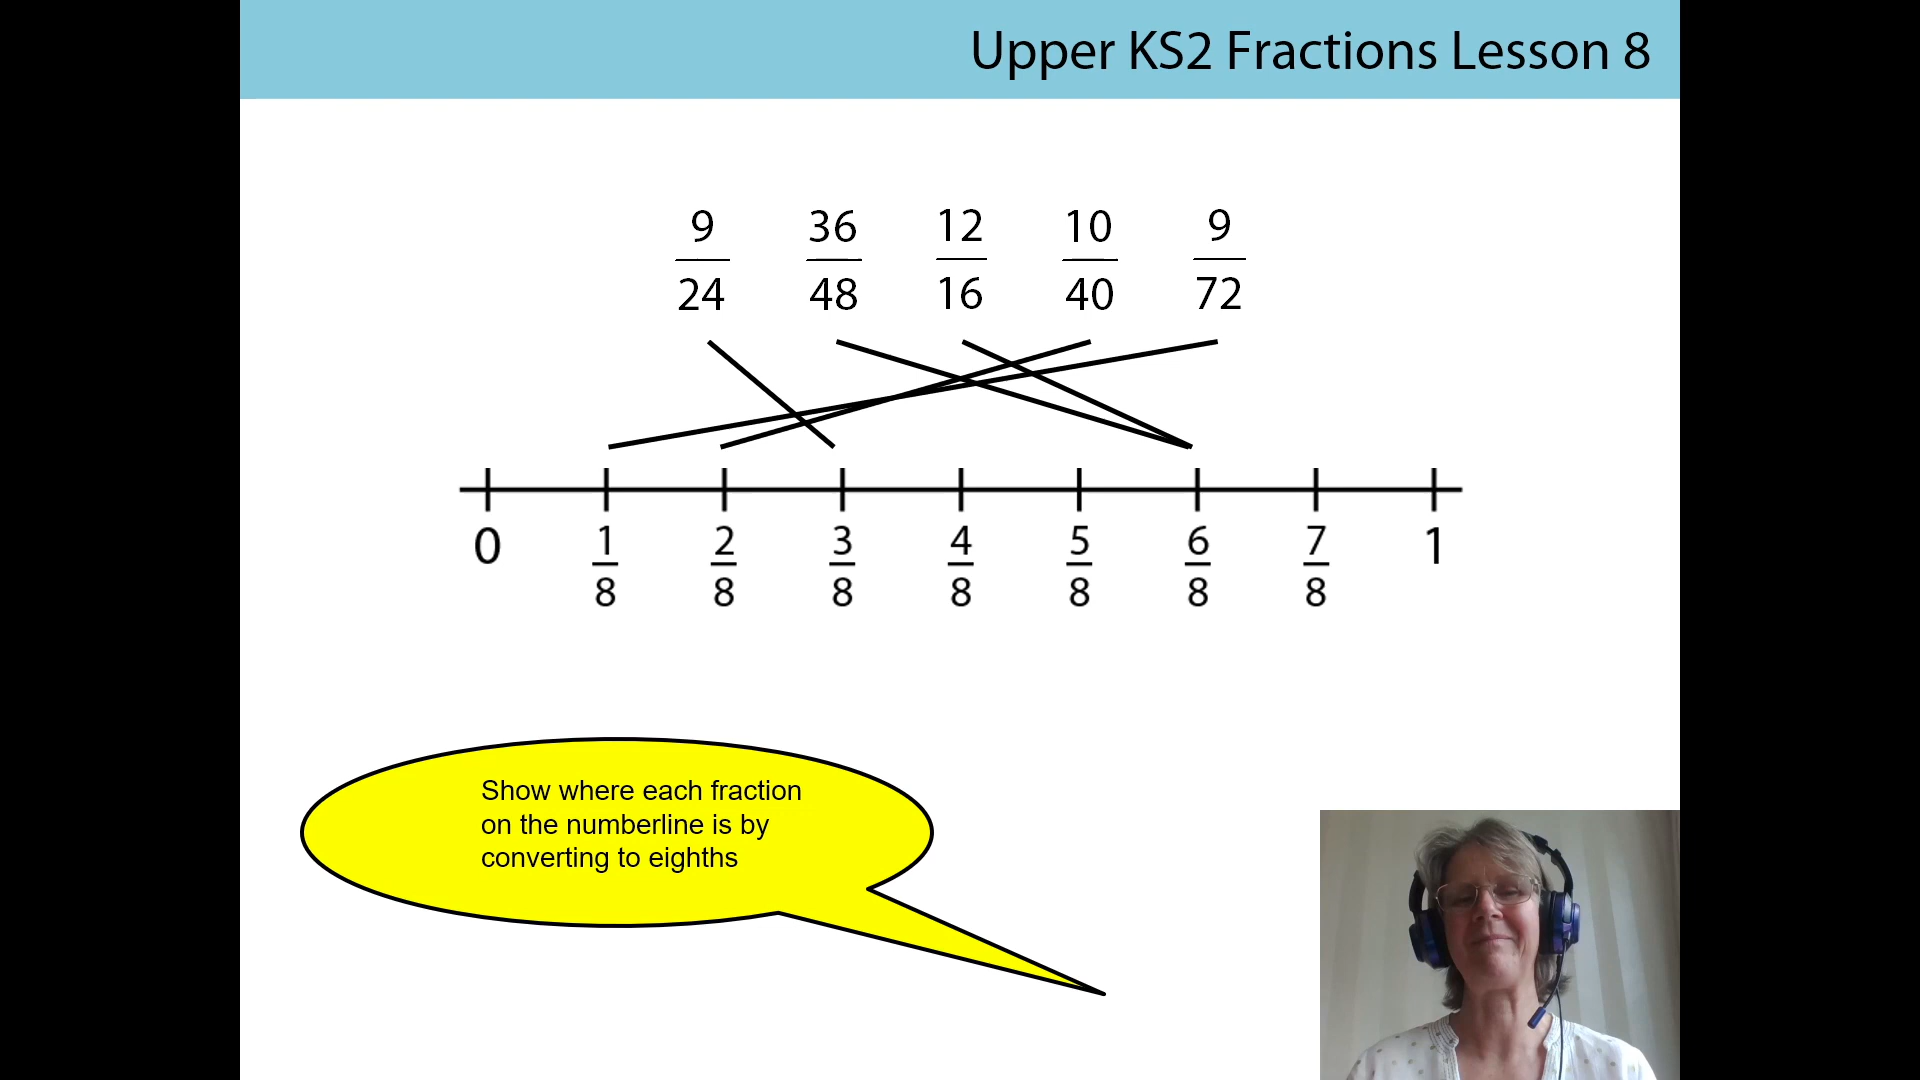 Upper KS2 Fractions Lesson 8
9 36 12 10 9
24 48 16 40 72
0 1 2 3 4 5 6 7 1
8 8 8 8 8 8 8
Show where each fraction
on the numberline is by
converting to eighths